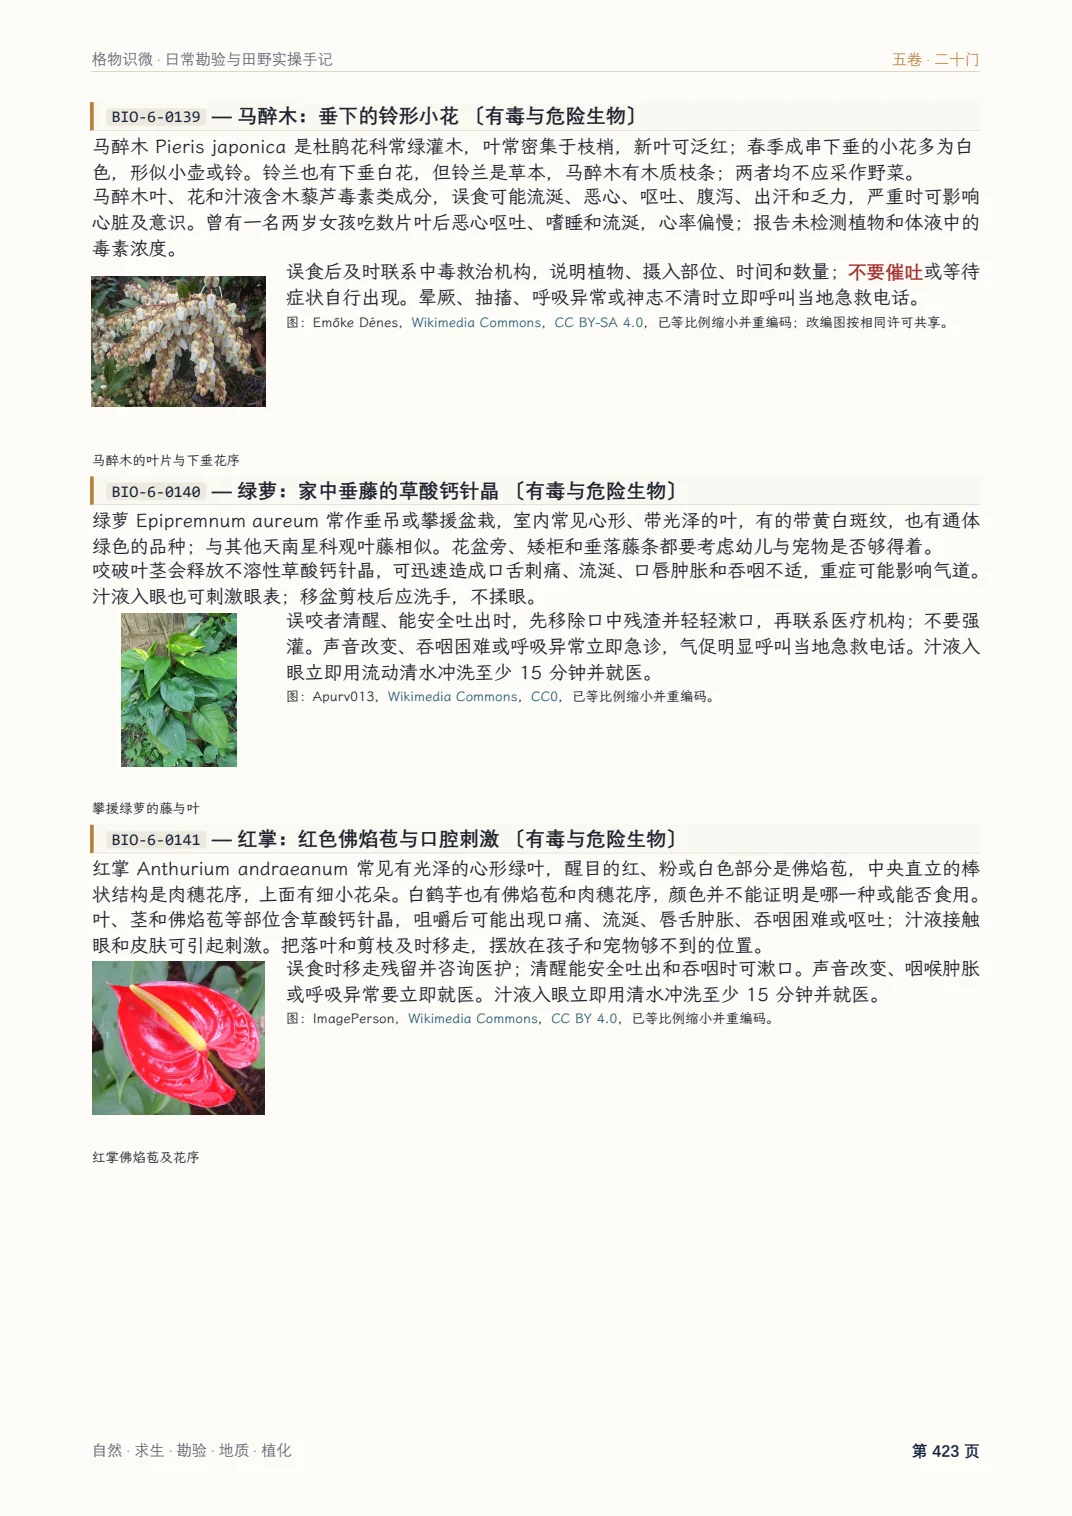 格物识微 · 日常勘验与田野实操手记
五卷 · 二十门
BIO-6-0139 — 马醉木：垂下的铃形小花 〔有毒与危险生物〕
马醉木 Pieris japonica 是杜鹃花科常绿灌木，叶常密集于枝梢，新叶可泛红；春季成串下垂的小花多为白
色，形似小壶或铃。铃兰也有下垂白花，但铃兰是草本，马醉木有木质枝条；两者均不应采作野菜。
马醉木叶、花和汁液含木藜芦毒素类成分，误食可能流涎、恶心、呕吐、腹泻、出汗和乏力，严重时可影响
心脏及意识。曾有一名两岁女孩吃数片叶后恶心呕吐、嗜睡和流涎，心率偏慢；报告未检测植物和体液中的
毒素浓度。
误食后及时联系中毒救治机构，说明植物、摄入部位、时间和数量；不要催吐或等待
症状自行出现。晕厥、抽搐、呼吸异常或神志不清时立即呼叫当地急救电话。
图：Emőke Dénes，Wikimedia Commons，CC BY-SA 4.0，已等比例缩小并重编码；改编图按相同许可共享。
马醉木的叶片与下垂花序
BIO-6-0140 — 绿萝：家中垂藤的草酸钙针晶 〔有毒与危险生物〕
绿萝 Epipremnum aureum 常作垂吊或攀援盆栽，室内常见心形、带光泽的叶，有的带黄白斑纹，也有通体
绿色的品种；与其他天南星科观叶藤相似。花盆旁、矮柜和垂落藤条都要考虑幼儿与宠物是否够得着。
咬破叶茎会释放不溶性草酸钙针晶，可迅速造成口舌刺痛、流涎、口唇肿胀和吞咽不适，重症可能影响气道。
汁液入眼也可刺激眼表；移盆剪枝后应洗手，不揉眼。
误咬者清醒、能安全吐出时，先移除口中残渣并轻轻漱口，再联系医疗机构；不要强
灌。声音改变、吞咽困难或呼吸异常立即急诊，气促明显呼叫当地急救电话。汁液入
眼立即用流动清水冲洗至少 15 分钟并就医。
图：Apurv013，Wikimedia Commons，CC0，已等比例缩小并重编码。
攀援绿萝的藤与叶
BIO-6-0141 — 红掌：红色佛焰苞与口腔刺激 〔有毒与危险生物〕
红掌 Anthurium andraeanum 常见有光泽的心形绿叶，醒目的红、粉或白色部分是佛焰苞，中央直立的棒
状结构是肉穗花序，上面有细小花朵。白鹤芋也有佛焰苞和肉穗花序，颜色并不能证明是哪一种或能否食用。
叶、茎和佛焰苞等部位含草酸钙针晶，咀嚼后可能出现口痛、流涎、唇舌肿胀、吞咽困难或呕吐；汁液接触
眼和皮肤可引起刺激。把落叶和剪枝及时移走，摆放在孩子和宠物够不到的位置。
误食时移走残留并咨询医护；清醒能安全吐出和吞咽时可漱口。声音改变、咽喉肿胀
或呼吸异常要立即就医。汁液入眼立即用清水冲洗至少 15 分钟并就医。
图：ImagePerson，Wikimedia Commons，CC BY 4.0，已等比例缩小并重编码。
红掌佛焰苞及花序
自然 · 求生 · 勘验 · 地质 · 植化
第 423 页